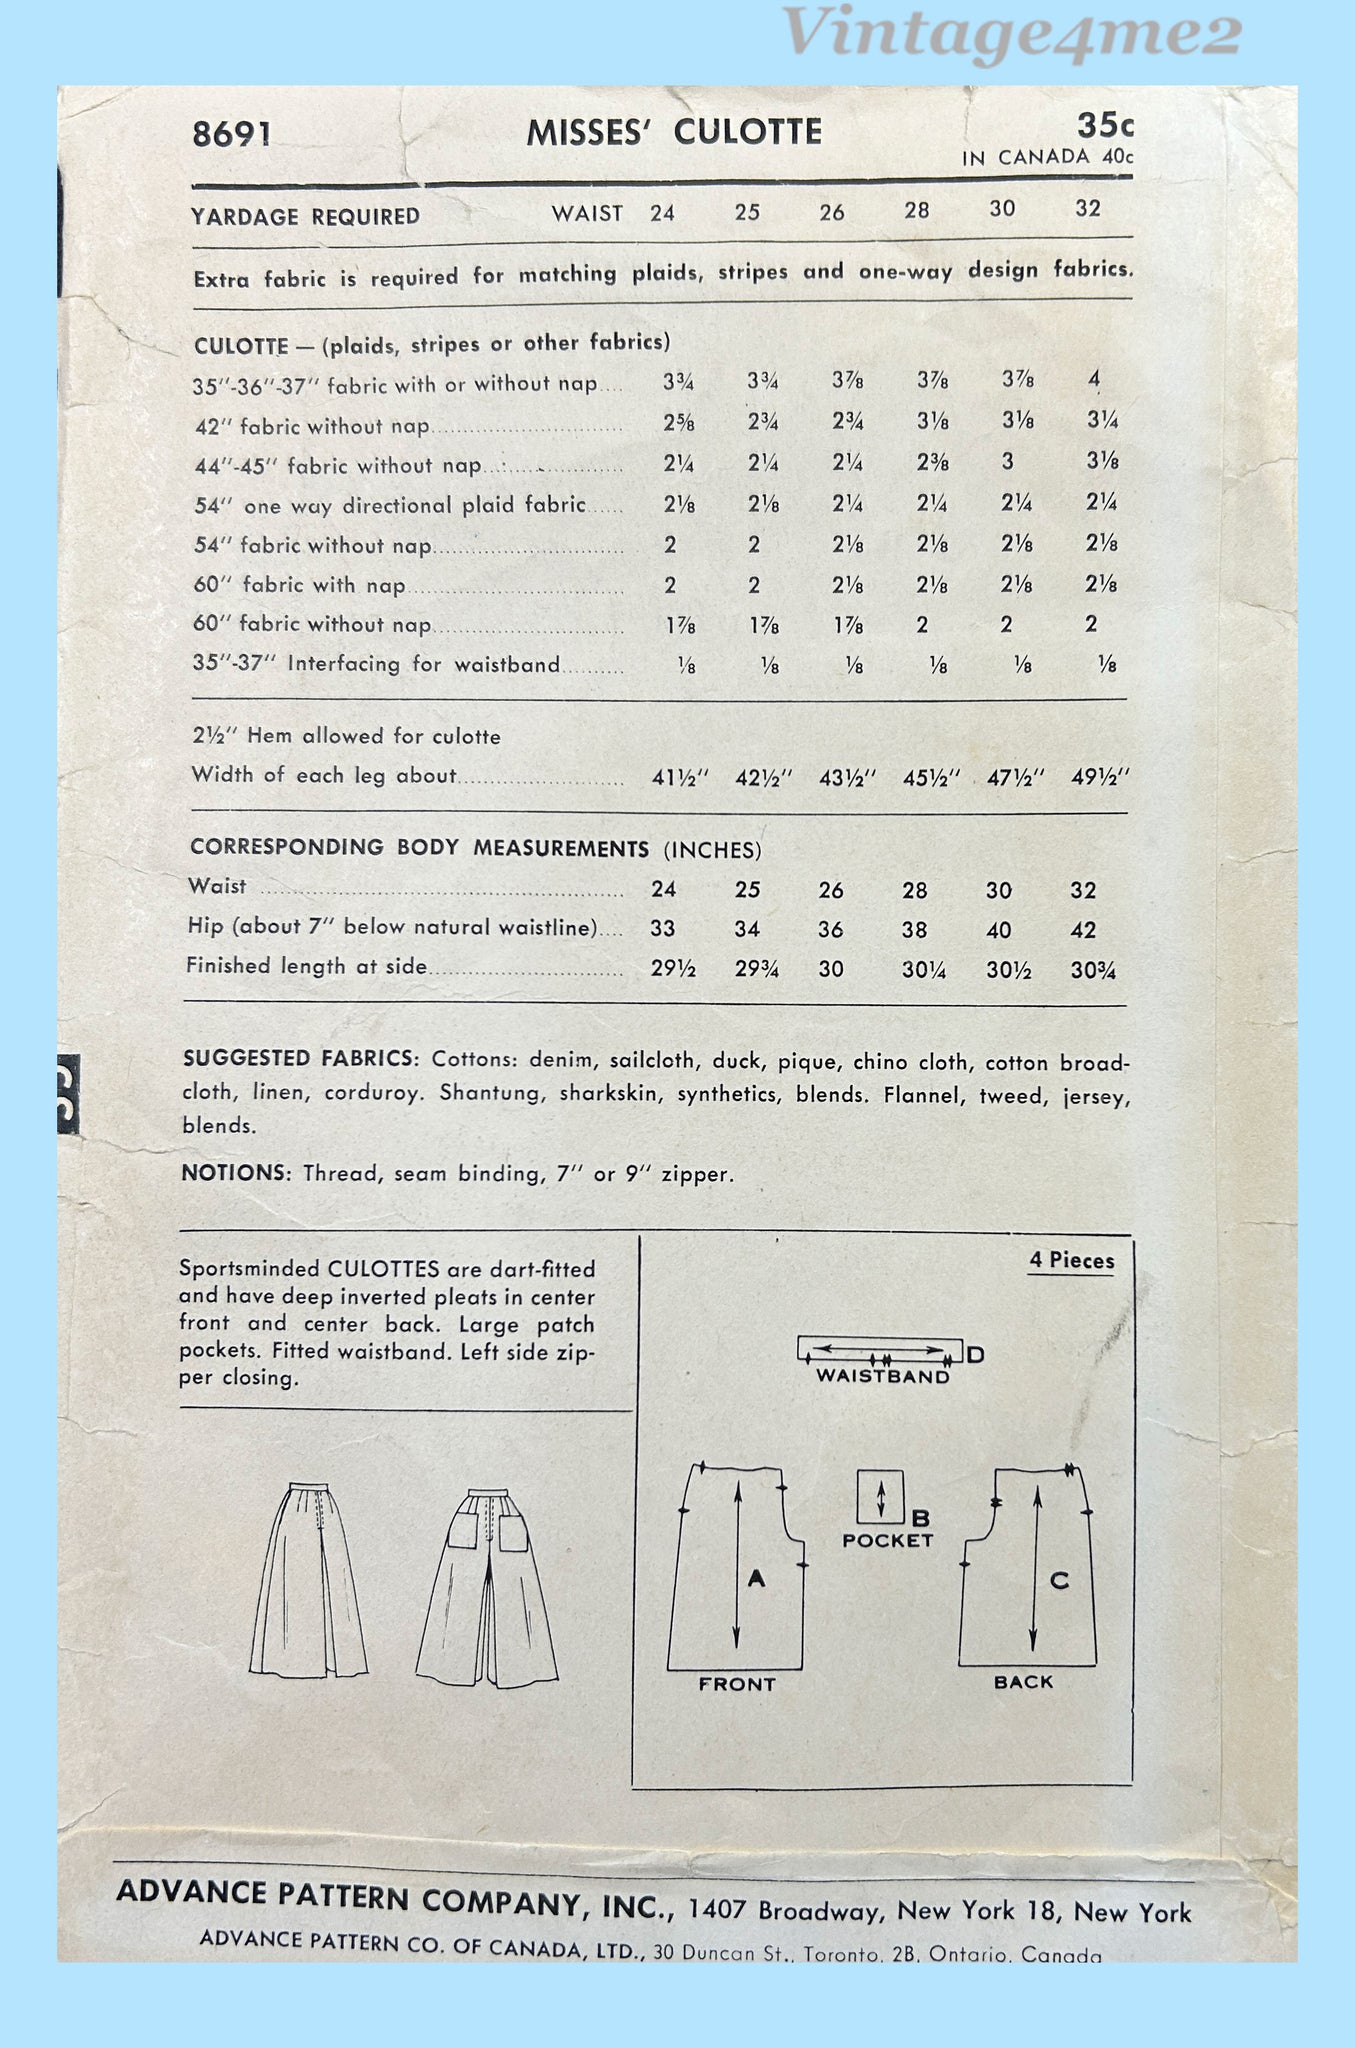 Vintage4me2
8691 MISSES' CULOTTE 35c
IN CANADA 40c
YARDAGE REQUIRED WAIST 24 25 26 28 30 32
Extra fabric is required for matching plaids, stripes and one-way design fabrics.
CULOTTE — (plaids, stripes or other fabrics)
35"-36"-37" fabric with or without nap.... 3¾ 3¾ 3⅞ 3⅞ 3⅞ 4
42" fabric without nap.............................. 2⅝ 2¾ 2¾ 3⅛ 3⅛ 3¼
44"-45" fabric without nap...................... 2¼ 2¼ 2¼ 2⅜ 3 3⅛
54" one way directional plaid fabric...... 2⅛ 2⅛ 2¼ 2¼ 2¼ 2¼
54" fabric without nap.............................. 2 2 2⅛ 2⅛ 2⅛ 2⅛
60" fabric with nap.................................. 2 2 2⅛ 2⅛ 2⅛ 2⅛
60" fabric without nap.............................. 1⅞ 1⅞ 1⅞ 2 2 2
35"-37" Interfacing for waistband.......... ⅛ ⅛ ⅛ ⅛ ⅛ ⅛
2½" Hem allowed for culotte
Width of each leg about.......................... 41½" 42½" 43½" 45½" 47½" 49½"
CORRESPONDING BODY MEASUREMENTS (INCHES)
Waist .......................................................... 24 25 26 28 30 32
Hip (about 7" below natural waistline).... 33 34 36 38 40 42
Finished length at side.............................. 29½ 29¾ 30 30¼ 30½ 30¾
SUGGESTED FABRICS: Cottons: denim, sailcloth, duck, pique, chino cloth, cotton broad-
cloth, linen, corduroy. Shantung, sharkskin, synthetics, blends. Flannel, tweed, jersey,
blends.
NOTIONS: Thread, seam binding, 7" or 9" zipper.
Sportsminded CULOTTES are dart-fitted
and have deep inverted pleats in center
front and center back. Large patch
pockets. Fitted waistband. Left side zip-
per closing.
4 Pieces
D
WAISTBAND
B
POCKET
A
C
FRONT
BACK
ADVANCE PATTERN COMPANY, INC., 1407 Broadway, New York 18, New York
ADVANCE PATTERN CO. OF CANADA, LTD., 30 Duncan St., Toronto, 2B, Ontario, Canada